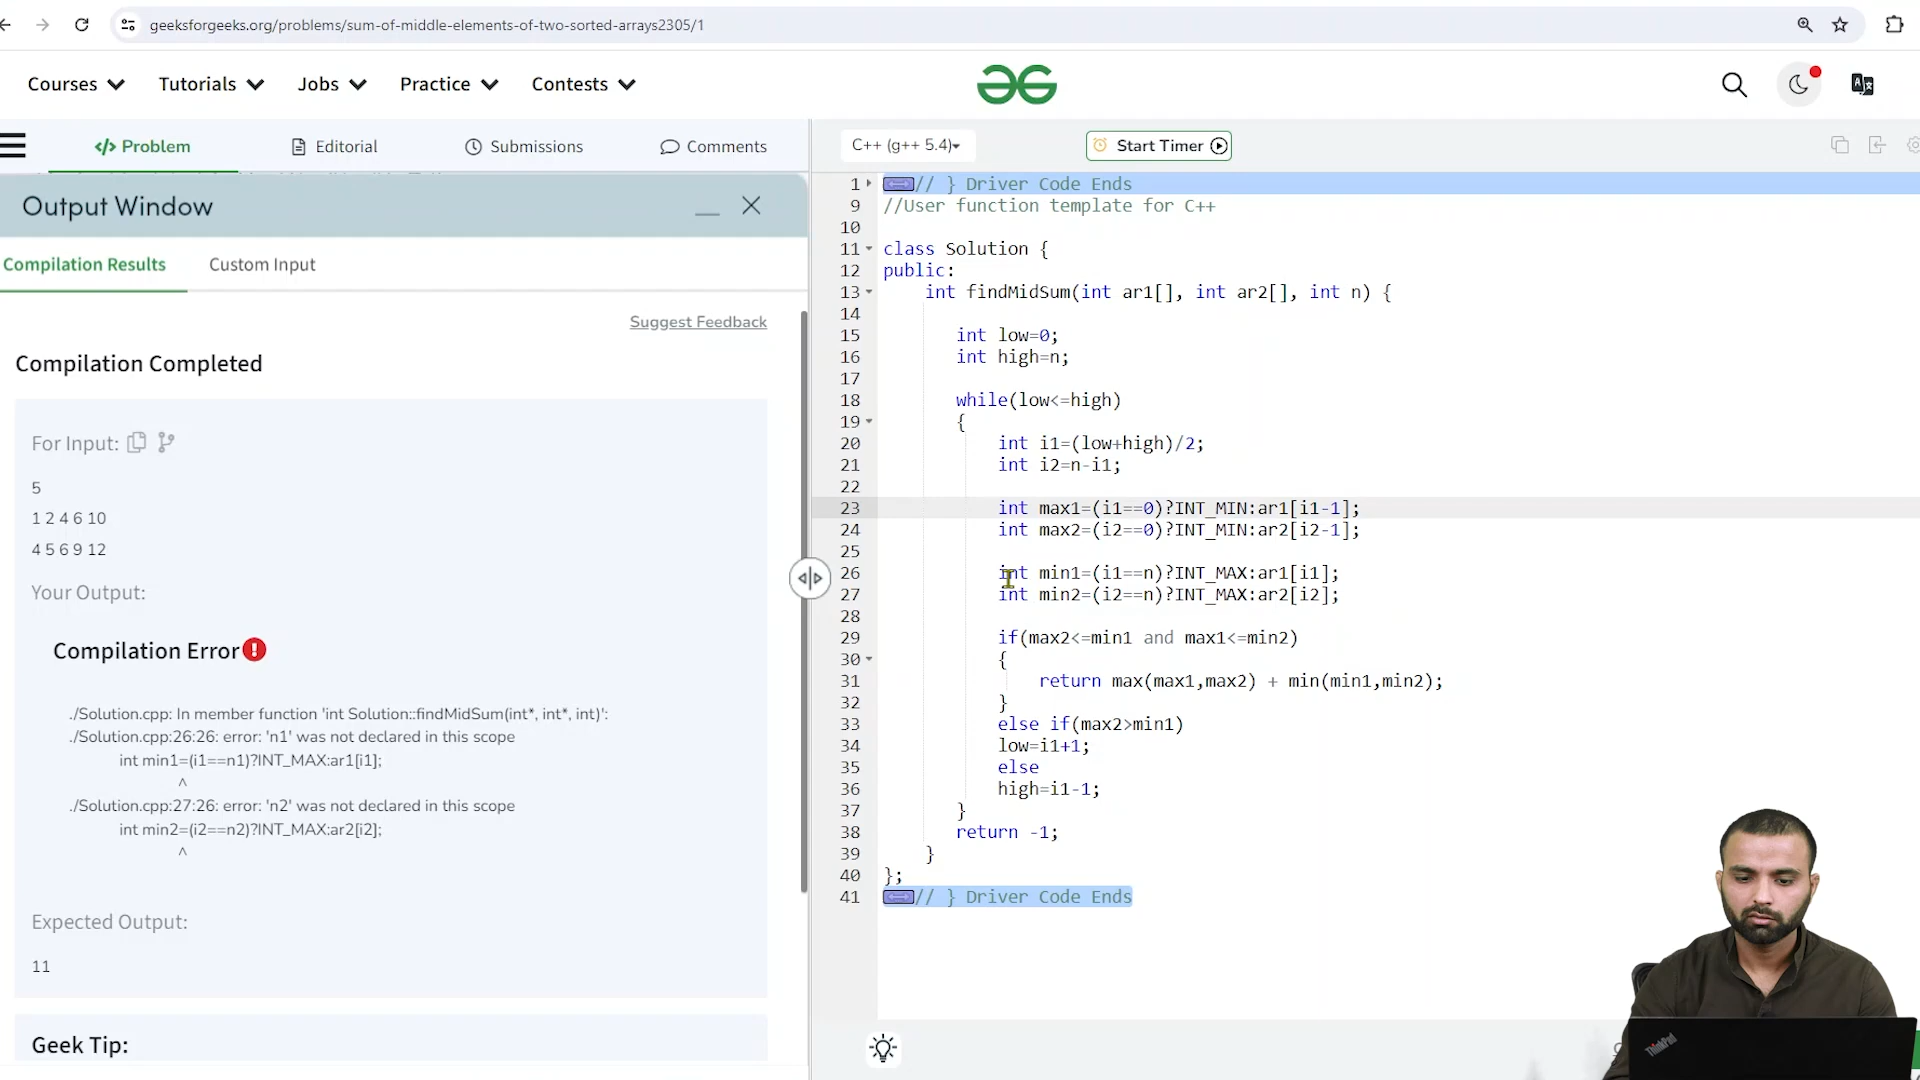 geeksforgeeks.org/problems/sum-of-middle-elements-of-two-sorted-arrays2305/1
Courses Tutorials Jobs Practice Contests
</> Problem Editorial Submissions Comments
C++ (g++ 5.4) Start Timer
Output Window
Compilation Results Custom Input
Suggest Feedback
Compilation Completed
For Input:
5
1 2 4 6 10
4 5 6 9 12
Your Output:
Compilation Error
./Solution.cpp: In member function 'int Solution::findMidSum(int*, int*, int)':
./Solution.cpp:26:26: error: 'n1' was not declared in this scope
int min1=(i1==n1)?INT_MAX:ar1[i1];
^
./Solution.cpp:27:26: error: 'n2' was not declared in this scope
int min2=(i2==n2)?INT_MAX:ar2[i2];
^
Expected Output:
11
Geek Tip:
1 // } Driver Code Ends
9 //User function template for C++
10
11 class Solution {
12 public:
13 int findMidSum(int ar1[], int ar2[], int n) {
14
15 int low=0;
16 int high=n;
17
18 while(low<=high)
19 {
20 int i1=(low+high)/2;
21 int i2=n-i1;
22
23 int max1=(i1==0)?INT_MIN:ar1[i1-1];
24 int max2=(i2==0)?INT_MIN:ar2[i2-1];
25
26 int min1=(i1==n)?INT_MAX:ar1[i1];
27 int min2=(i2==n)?INT_MAX:ar2[i2];
28
29 if(max2<=min1 and max1<=min2)
30 {
31 return max(max1,max2) + min(min1,min2);
32 }
33 else if(max2>min1)
34 low=i1+1;
35 else
36 high=i1-1;
37 }
38 return -1;
39 }
40 };
41 // } Driver Code Ends
ThinkPad